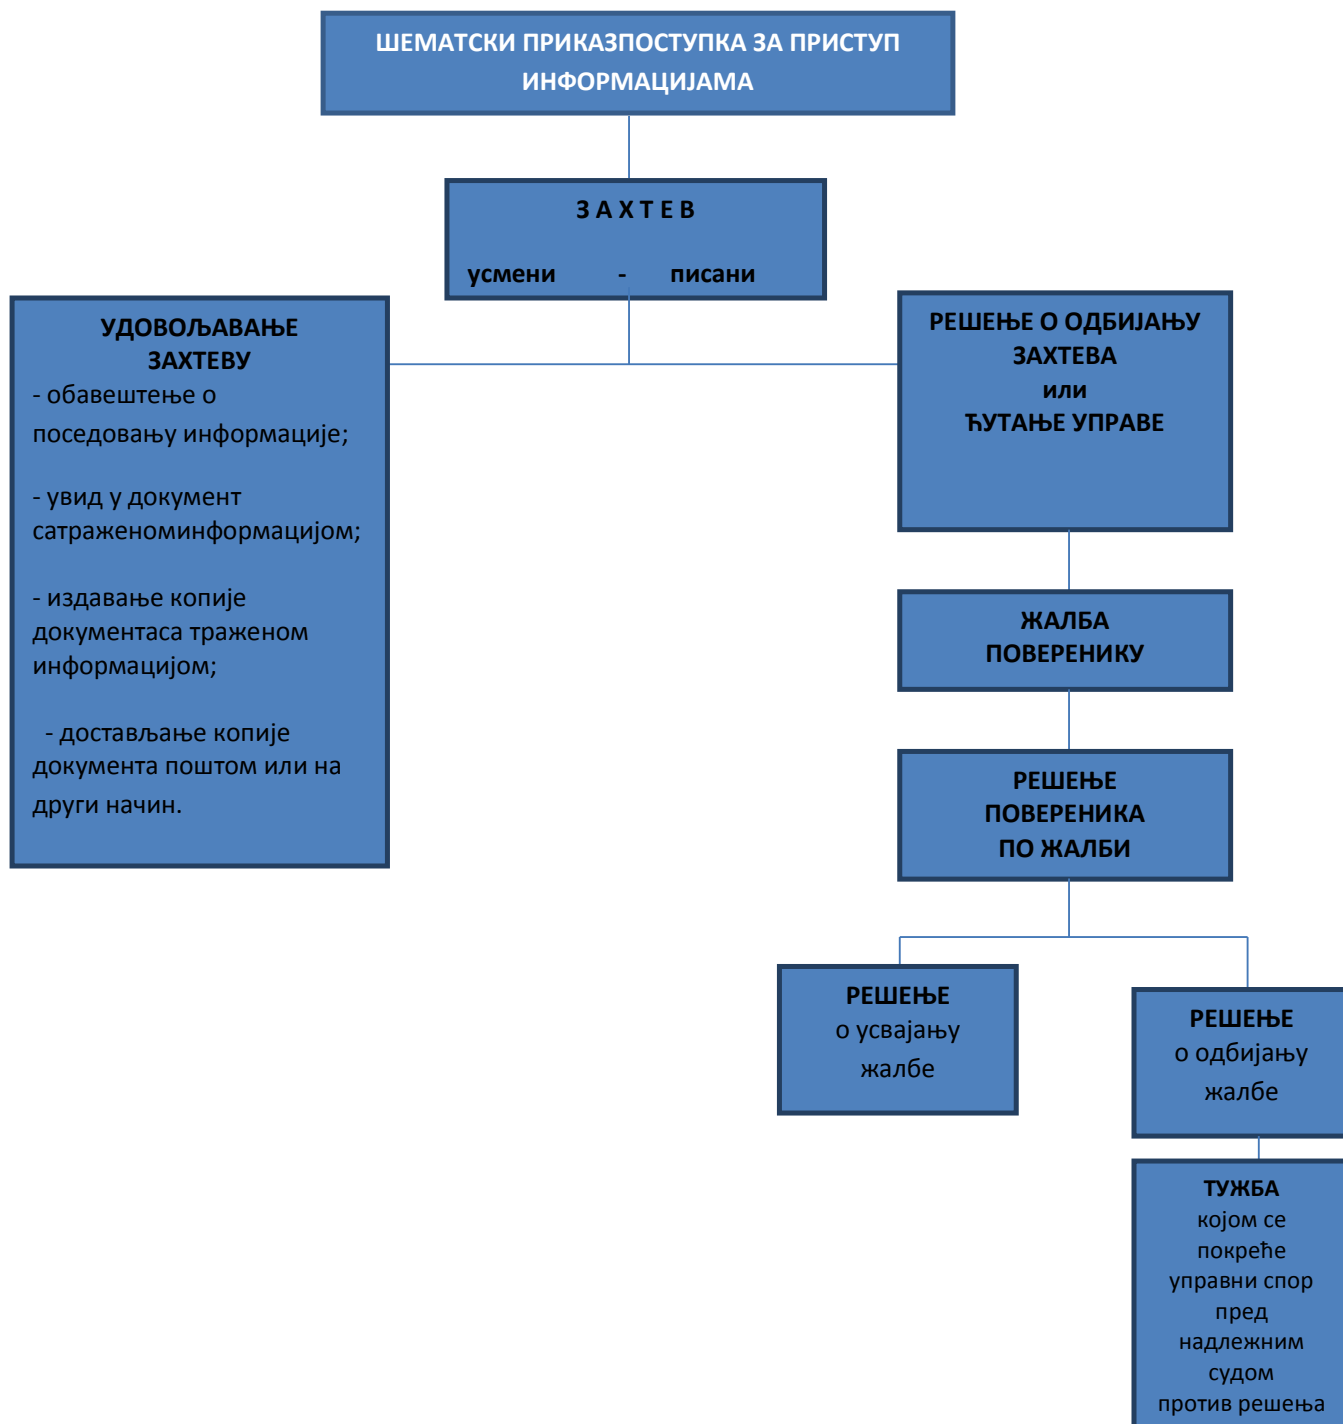 ШЕМАТСКИ ПРИКАЗПОСТУПКА ЗА ПРИСТУП
ИНФОРМАЦИЈАМА
З А Х Т Е В
усмени - писани
УДОВОЉАВАЊЕ
ЗАХТЕВУ
- обавештење о
поседовању информације;
- увид у документ
сатраженоминформацијом;
- издавање копије
документаса траженом
информацијом;
- достављање копије
документа поштом или на
други начин.
РЕШЕЊЕ О ОДБИЈАЊУ
ЗАХТЕВА
или
ЋУТАЊЕ УПРАВЕ
ЖАЛБА
ПОВЕРЕНИКУ
РЕШЕЊЕ
ПОВЕРЕНИКА
ПО ЖАЛБИ
РЕШЕЊЕ
о усвајању
жалбе
РЕШЕЊЕ
о одбијању
жалбе
ТУЖБА
којом се
покреће
управни спор
пред
надлежним
судом
против решења